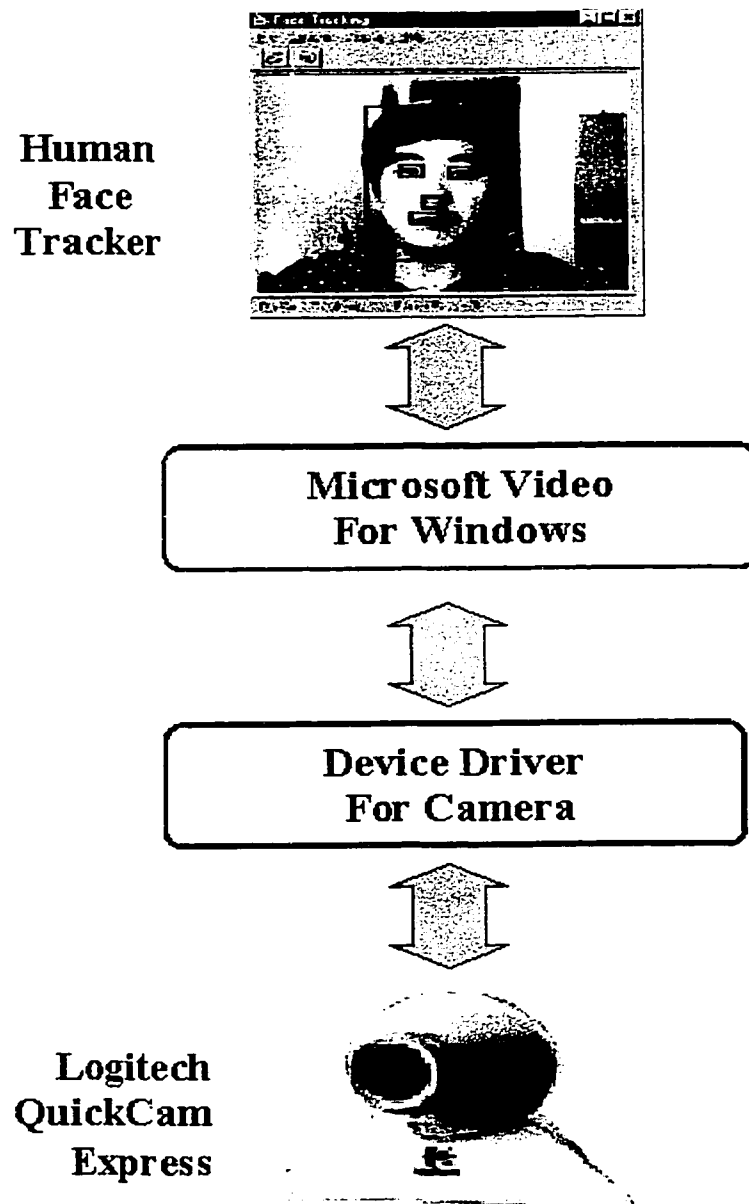 Face Tracking
Human
Face
Tracker
Microsoft Video
For Windows
Device Driver
For Camera
Logitech
QuickCam
Express